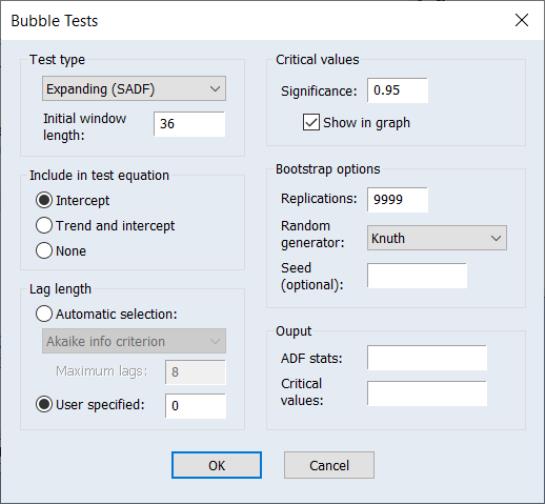 Bubble Tests
Test type
Expanding (SADF)
Initial window
length:
36
Include in test equation
Intercept
Trend and intercept
None
Lag length
Automatic selection:
Akaike info criterion
Maximum lags: 8
User specified: 0
Critical values
Significance: 0.95
Show in graph
Bootstrap options
Replications: 9999
Random
generator:
Knuth
Seed
(optional):
Ouput
ADF stats:
Critical
values:
OK
Cancel